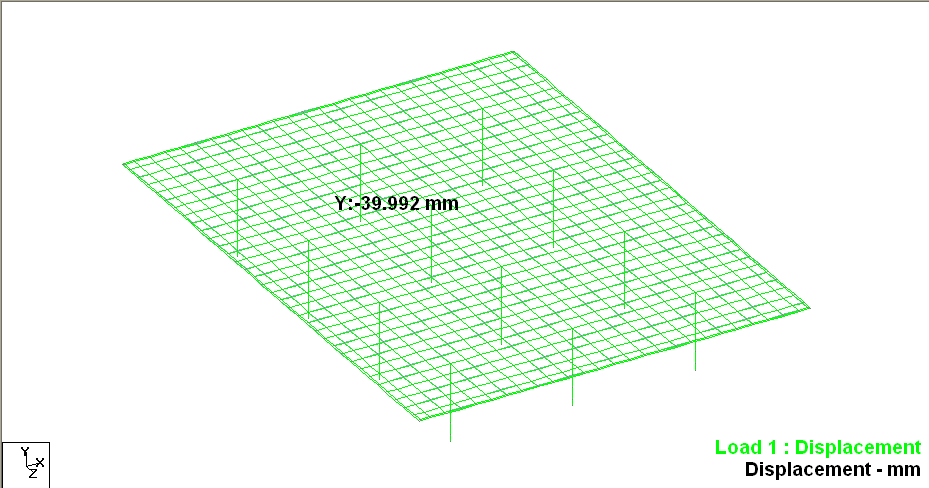 Y:-39.992 mm
Load 1 : Displacement
Displacement - mm
Y
X
Z